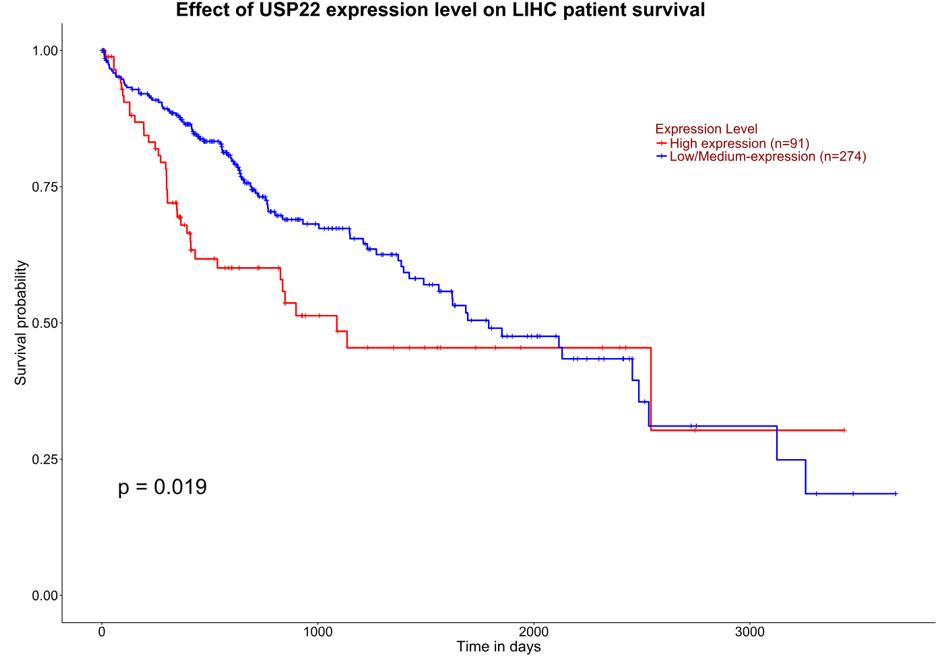 Effect of USP22 expression level on LIHC patient survival
1.00
0.75
0.50
0.25
0.00
Survival probability
Expression Level
High expression (n=91)
Low/Medium-expression (n=274)
p = 0.019
0
1000
2000
3000
Time in days